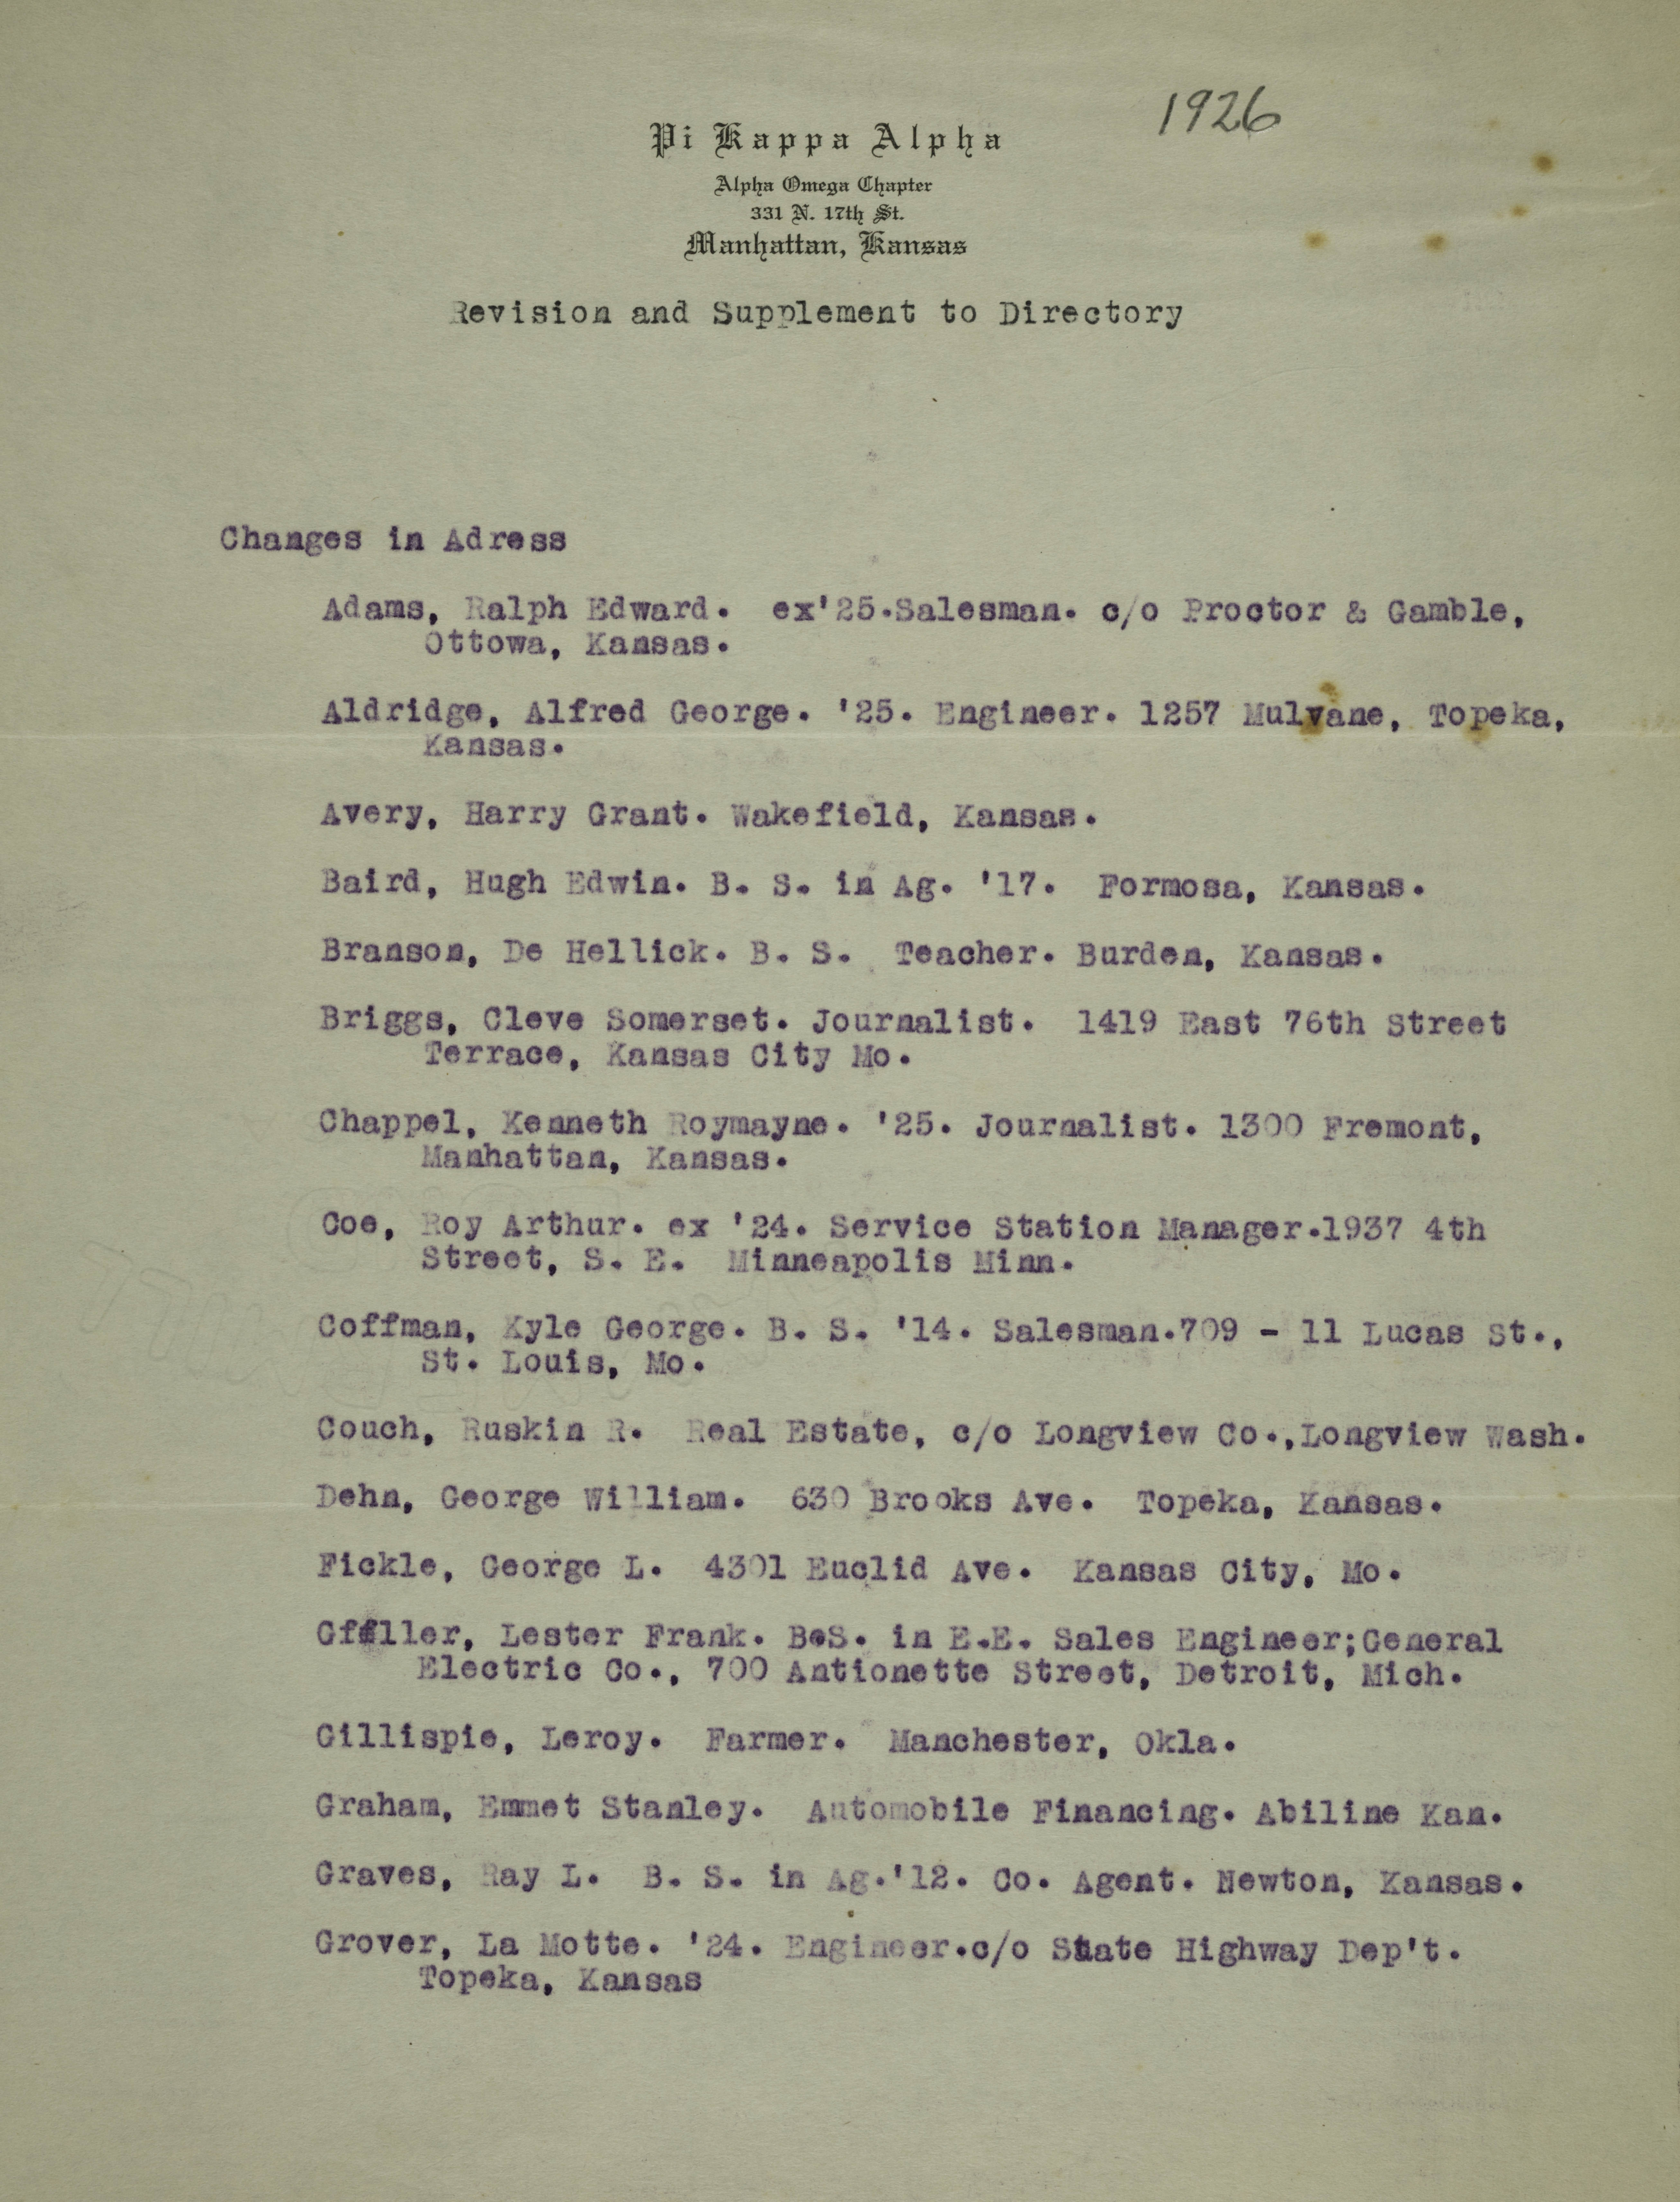 1926
Pi Kappa Alpha
Alpha Omega Chapter
331 N. 17th St.
Manhattan, Kansas
Revision and Supplement to Directory
Changes in Adress
Adams, Ralph Edward. ex'25.Salesman. c/o Proctor & Gamble,
Ottowa, Kansas.
Aldridge, Alfred George. '25. Engineer. 1257 Mulvane, Topeka,
Kansas.
Avery, Harry Grant. Wakefield, Kansas.
Baird, Hugh Edwin. B. S. in Ag. '17. Formosa, Kansas.
Branson, De Hellick. B. S. Teacher. Burden, Kansas.
Briggs, Cleve Somerset. Journalist. 1419 East 76th Street
Terrace, Kansas City Mo.
Chappel, Kenneth Roymayne. '25. Journalist. 1300 Fremont,
Manhattan, Kansas.
Coe, Roy Arthur. ex '24. Service Station Manager.1937 4th
Street, S. E. Minneapolis Minn.
Coffman, Kyle George. B. S. '14. Salesman.709 - 11 Lucas St.,
St. Louis, Mo.
Couch, Ruskin R. Real Estate, c/o Longview Co.,Longview Wash.
Dehn, George William. 630 Brooks Ave. Topeka, Kansas.
Fickle, George L. 4301 Euclid Ave. Kansas City, Mo.
Lester Frank. B.S. in E.E. Sales Engineer;General
Electric Co., 700 Antionette Street, Detroit, Mich.
Gillispie, Leroy. Farmer. Manchester, Okla.
Graham, Emmet Stanley. Automobile Financing. Abiline Kan.
Graves, Ray L. B. S. in Ag.'12. Co. Agent. Newton, Kansas.
Grover, La Motte. '24. Engineer.c/o State Highway Dep't.
Topeka, Kansas